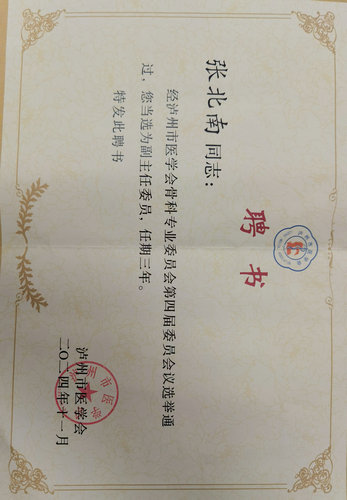 聘书
张北南 同志：
经泸州市医学会骨科专业委员会第四届委员会议选举通
过，您当选为副主任委员，任期三年。
特发此聘书
泸州市医学会
二〇二四年十一月